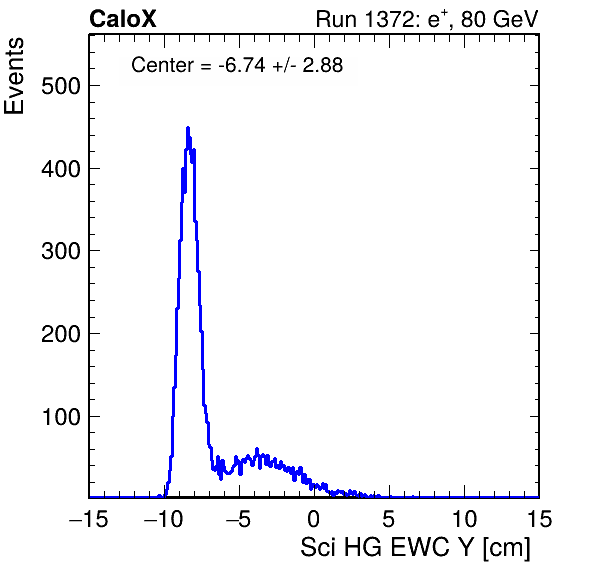 CaloX Run 1372: e⁺, 80 GeV
Events
Center = -6.74 +/- 2.88
500
400
300
200
100
−15 −10 −5 0 5 10 15
Sci HG EWC Y [cm]